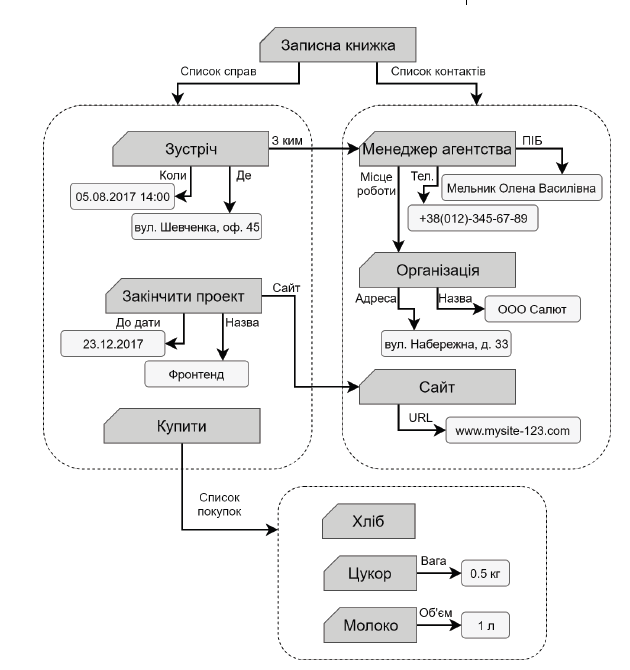 Записна книжка
Список справ
Список контактів
Зустріч
З ким
Менеджер агентства
ПІБ
Коли
Де
Місце
роботи
Тел.
05.08.2017 14:00
Мельник Олена Василівна
вул. Шевченка, оф. 45
+38(012)-345-67-89
Організація
Закінчити проект
Сайт
Адреса
Назва
ООО Салют
До дати
Назва
23.12.2017
вул. Набережна, д. 33
Фронтенд
Сайт
Купити
URL
www.mysite-123.com
Список
покупок
Хліб
Цукор
Вага
0.5 кг
Молоко
Об'єм
1 л